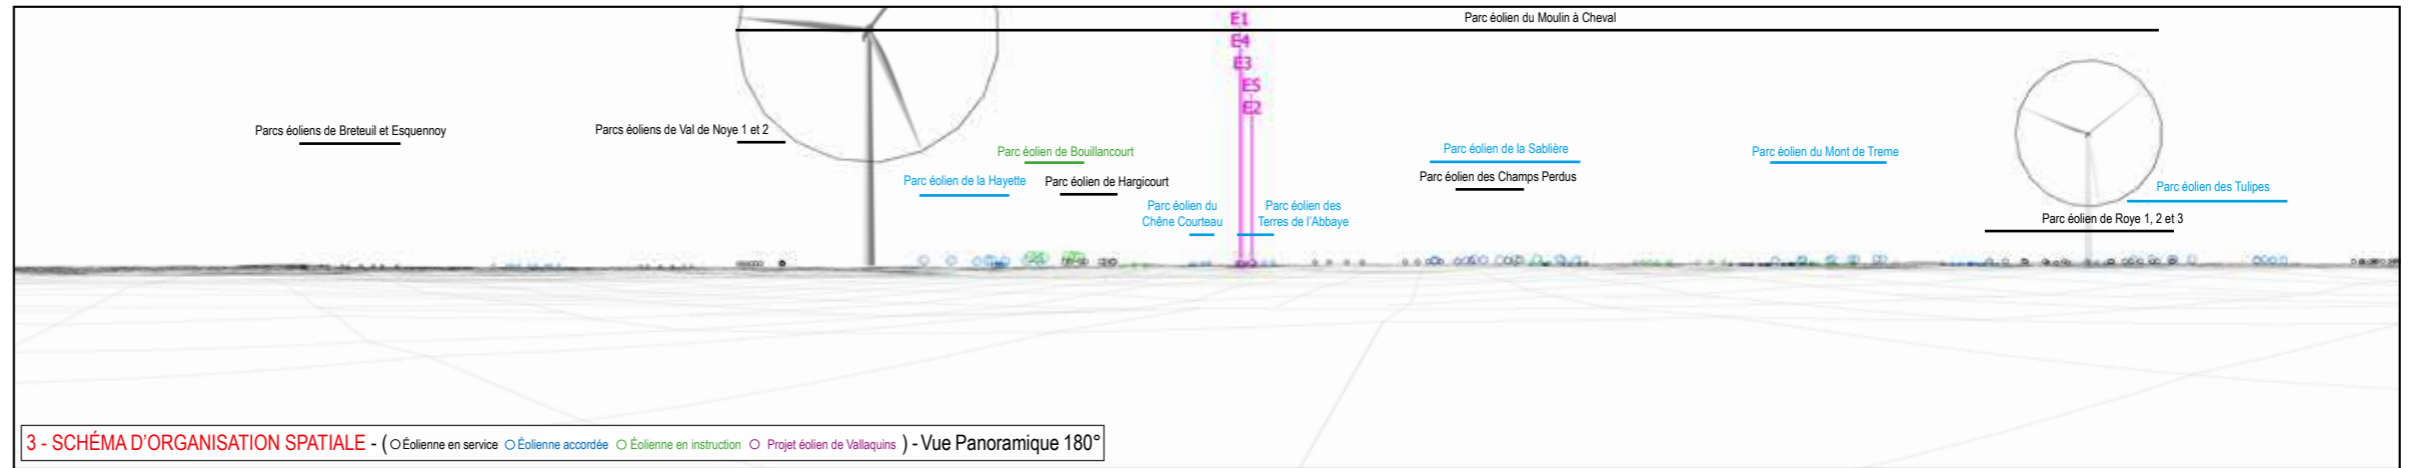 E1
Parc éolien du Moulin à Cheval
E4
E3
E5
E2
Parcs éoliens de Breteuil et Esquennoy
Parcs éoliens de Val de Noye 1 et 2
Parc éolien de Bouillancourt
Parc éolien de la Sablière
Parc éolien du Mont de Treme
Parc éolien de la Hayette
Parc éolien de Hargicourt
Parc éolien des Champs Perdus
Parc éolien des Tulipes
Parc éolien du
Chêne Courteau
Parc éolien des
Terres de l'Abbaye
Parc éolien de Roye 1, 2 et 3
3 - SCHÉMA D'ORGANISATION SPATIALE - ( Éolienne en service Éolienne accordée Éolienne en instruction Projet éolien de Vallaquins ) - Vue Panoramique 180°